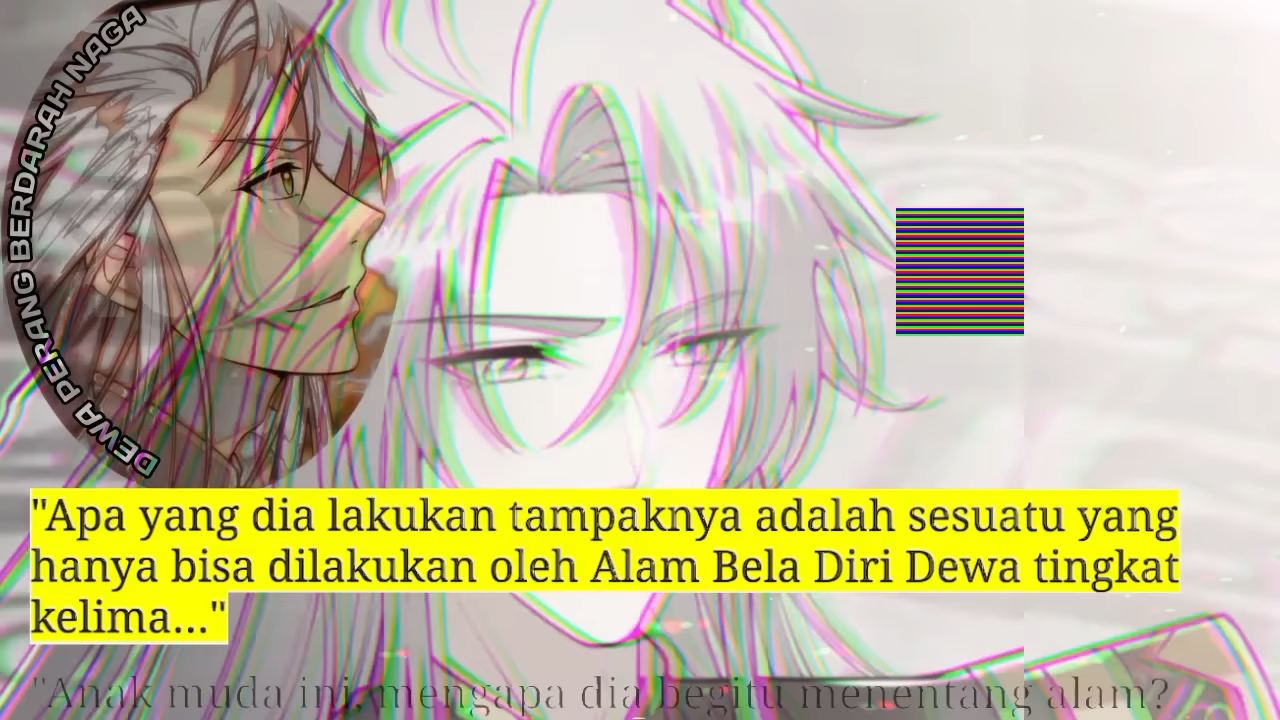 DEWA PERANG BERDARAH NAGA
"Apa yang dia lakukan tampaknya adalah sesuatu yang
hanya bisa dilakukan oleh Alam Bela Diri Dewa tingkat
kelima..."
"Anak muda ini, mengapa dia begitu menentang alam?